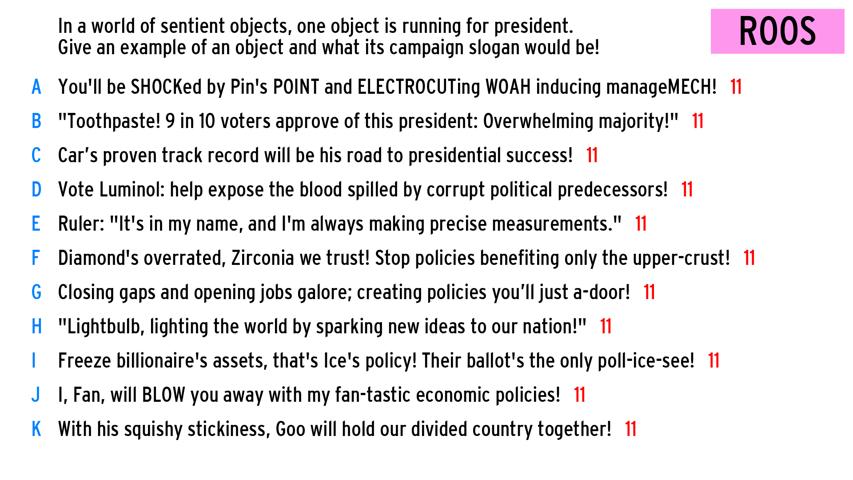 In a world of sentient objects, one object is running for president.
Give an example of an object and what its campaign slogan would be!
ROOS
A You'll be SHOCKed by Pin's POINT and ELECTROCUTing WOAH inducing manageMECH! 11
B "Toothpaste! 9 in 10 voters approve of this president: Overwhelming majority!" 11
C Car’s proven track record will be his road to presidential success! 11
D Vote Luminol: help expose the blood spilled by corrupt political predecessors! 11
E Ruler: "It's in my name, and I'm always making precise measurements." 11
F Diamond's overrated, Zirconia we trust! Stop policies benefiting only the upper-crust! 11
G Closing gaps and opening jobs galore; creating policies you’ll just a-door! 11
H "Lightbulb, lighting the world by sparking new ideas to our nation!" 11
I Freeze billionaire's assets, that's Ice's policy! Their ballot's the only poll-ice-see! 11
J I, Fan, will BLOW you away with my fan-tastic economic policies! 11
K With his squishy stickiness, Goo will hold our divided country together! 11